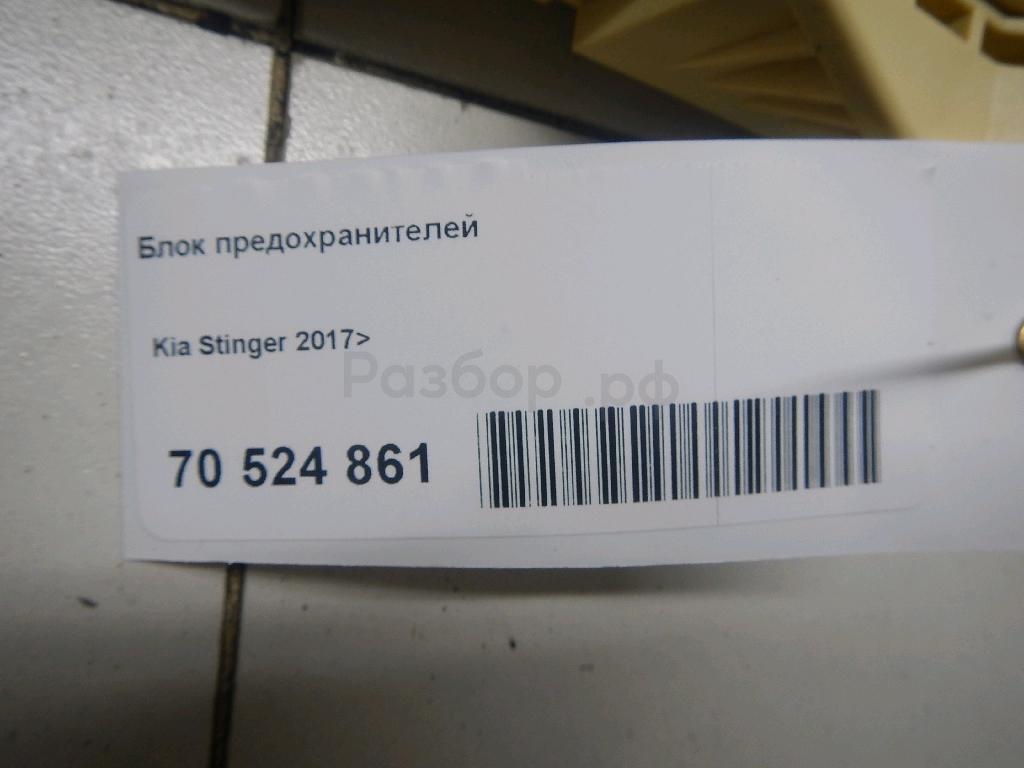 Блок предохранителей
Kia Stinger 2017>
Разбор.рф
70 524 861